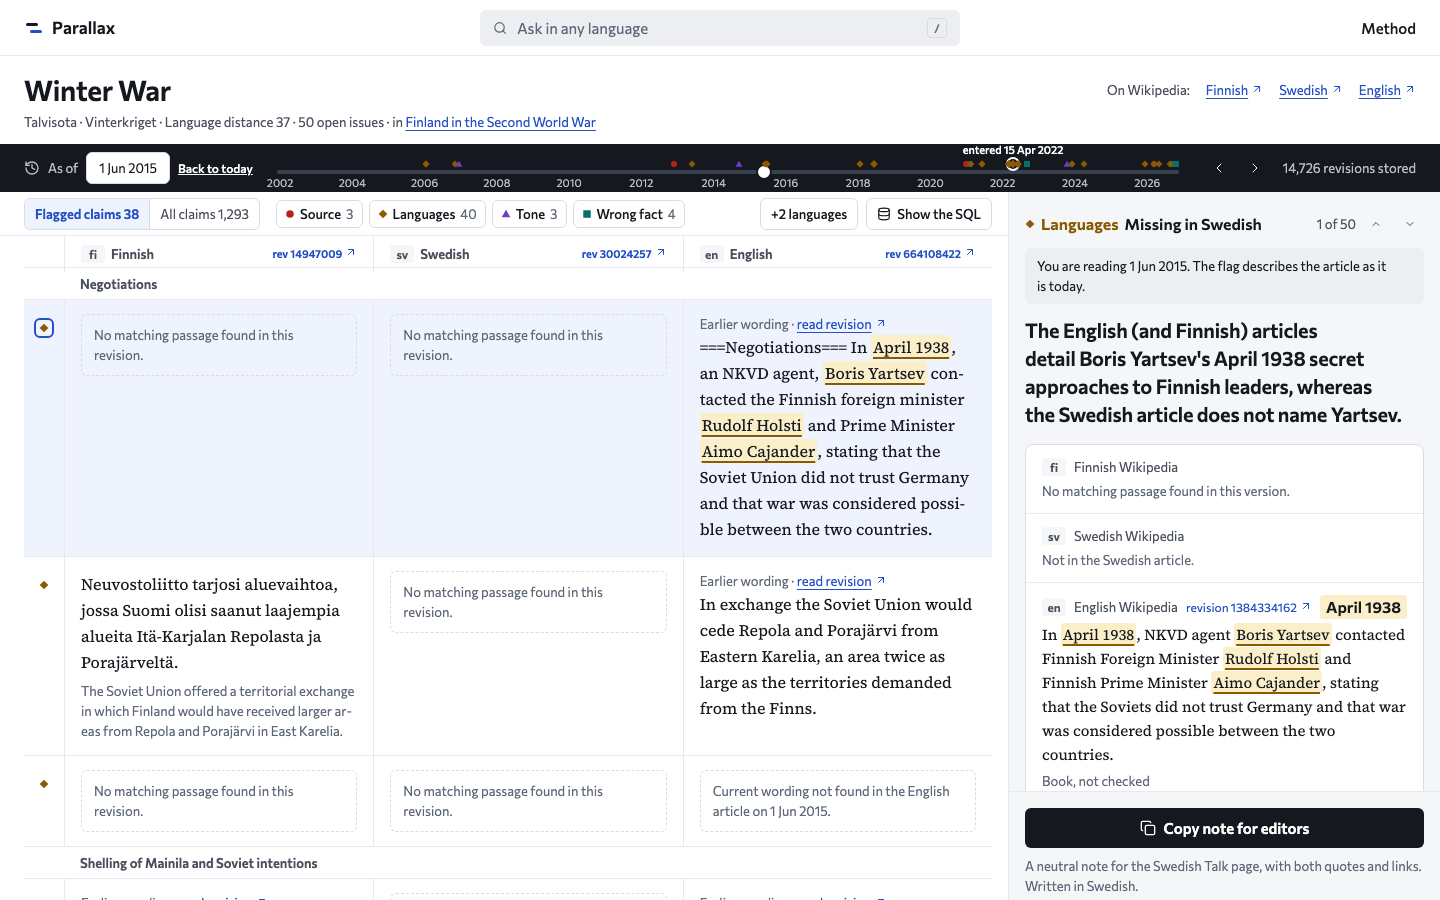 Parallax
Ask in any language
/
Method
Winter War
On Wikipedia: Finnish Swedish English
Talvisota · Vinterkriget · Language distance 37 · 50 open issues · in Finland in the Second World War
entered 15 Apr 2022
As of 1 Jun 2015 Back to today
14,726 revisions stored
2002 2004 2006 2008 2010 2012 2014 2016 2018 2020 2022 2024 2026
Flagged claims 38 All claims 1,293 Source 3 Languages 40 Tone 3 Wrong fact 4 +2 languages Show the SQL
fi Finnish rev 14947009
sv Swedish rev 30024257
en English rev 664108422
Negotiations
No matching passage found in this
revision.
No matching passage found in this
revision.
Earlier wording · read revision
===Negotiations=== In April 1938,
an NKVD agent, Boris Yartsev con-
tacted the Finnish foreign minister
Rudolf Holsti and Prime Minister
Aimo Cajander, stating that the
Soviet Union did not trust Germany
and that war was considered possi-
ble between the two countries.
Neuvostoliitto tarjosi aluevaihtoa,
jossa Suomi olisi saanut laajempia
alueita Itä-Karjalan Repolasta ja
Porajärveltä.
The Soviet Union offered a territorial exchange
in which Finland would have received larger ar-
eas from Repola and Porajärvi in East Karelia.
No matching passage found in this
revision.
Earlier wording · read revision
In exchange the Soviet Union would
cede Repola and Porajärvi from
Eastern Karelia, an area twice as
large as the territories demanded
from the Finns.
No matching passage found in this
revision.
No matching passage found in this
revision.
Current wording not found in the English
article on 1 Jun 2015.
Shelling of Mainila and Soviet intentions
Languages Missing in Swedish 1 of 50
You are reading 1 Jun 2015. The flag describes the article as it
is today.
The English (and Finnish) articles
detail Boris Yartsev's April 1938 secret
approaches to Finnish leaders, whereas
the Swedish article does not name Yartsev.
fi Finnish Wikipedia
No matching passage found in this version.
sv Swedish Wikipedia
Not in the Swedish article.
en English Wikipedia revision 1384334162 April 1938
In April 1938, NKVD agent Boris Yartsev contacted
Finnish Foreign Minister Rudolf Holsti and
Finnish Prime Minister Aimo Cajander, stating
that the Soviets did not trust Germany and that war
was considered possible between the two
countries.
Book, not checked
Copy note for editors
A neutral note for the Swedish Talk page, with both quotes and links.
Written in Swedish.